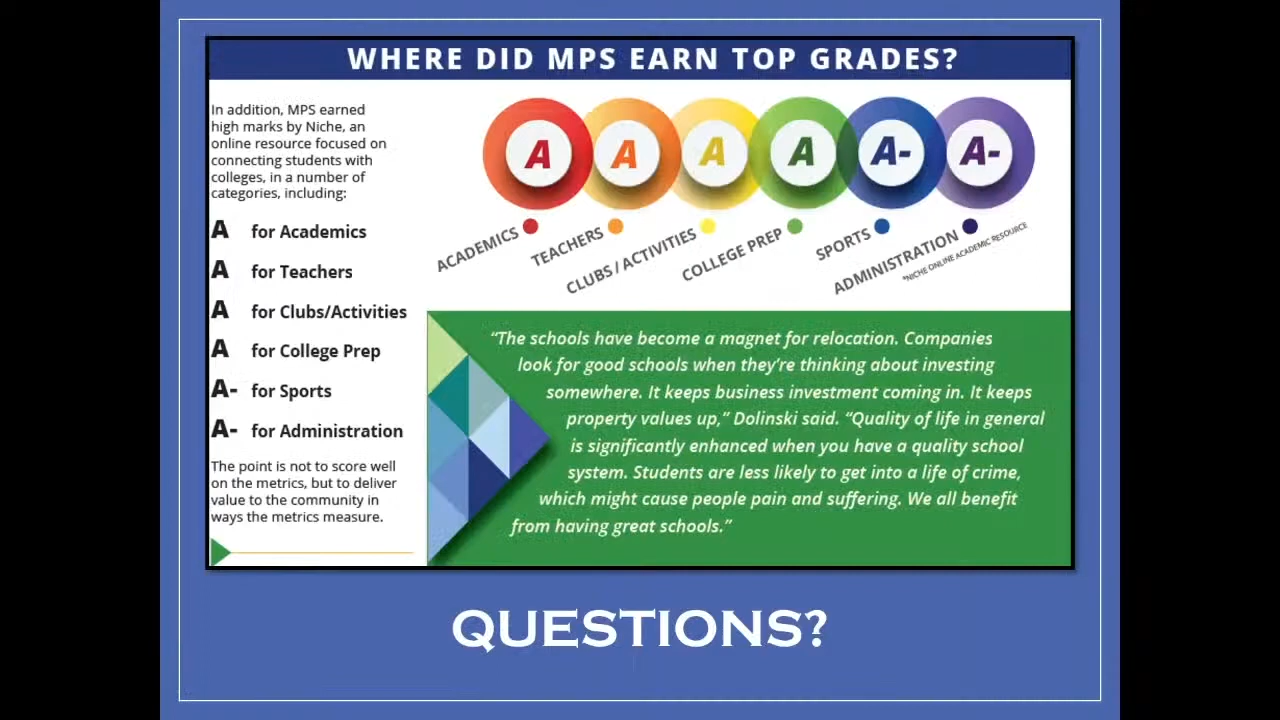 WHERE DID MPS EARN TOP GRADES?
In addition, MPS earned
high marks by Niche, an
online resource focused on
connecting students with
colleges, in a number of
categories, including:
A for Academics
A for Teachers
A for Clubs/Activities
A for College Prep
A- for Sports
A- for Administration
The point is not to score well
on the metrics, but to deliver
value to the community in
ways the metrics measure.
A A A A A- A-
ACADEMICS
TEACHERS
CLUBS / ACTIVITIES
COLLEGE PREP
SPORTS
ADMINISTRATION
*NICHE ONLINE ACADEMIC RESOURCE
“The schools have become a magnet for relocation. Companies
look for good schools when they’re thinking about investing
somewhere. It keeps business investment coming in. It keeps
property values up,” Dolinski said. “Quality of life in general
is significantly enhanced when you have a quality school
system. Students are less likely to get into a life of crime,
which might cause people pain and suffering. We all benefit
from having great schools.”
QUESTIONS?